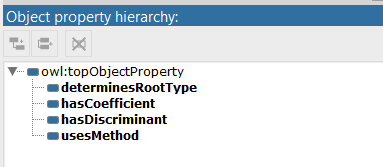 Object property hierarchy:
owl:topObjectProperty
determinesRootType
hasCoefficient
hasDiscriminant
usesMethod